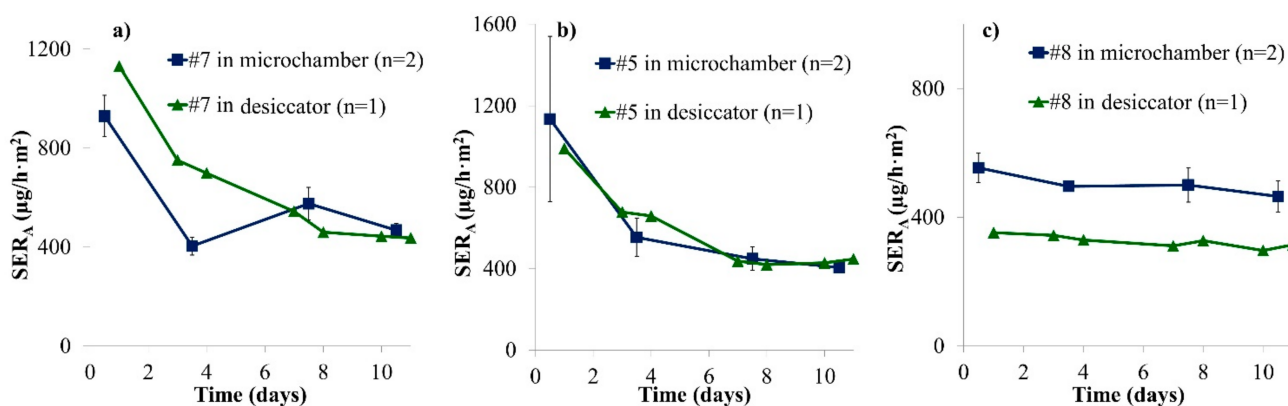 a)
#7 in microchamber (n=2)
#7 in desiccator (n=1)
SER_A (µg/h·m²)
1200
800
400
0
0 2 4 6 8 10
Time (days)
b)
#5 in microchamber (n=2)
#5 in desiccator (n=1)
SER_A (µg/h·m²)
1600
1200
800
400
0
0 2 4 6 8 10
Time (days)
c)
#8 in microchamber (n=2)
#8 in desiccator (n=1)
SER_A (µg/h·m²)
800
400
0
0 2 4 6 8 10
Time (days)